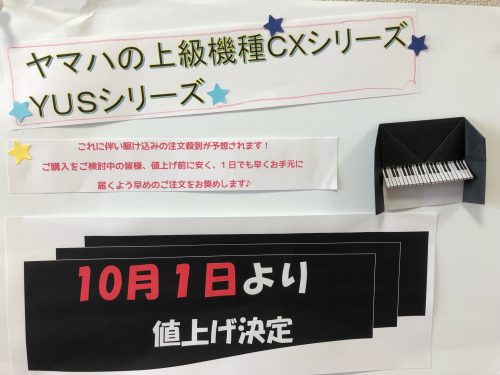 ヤマハの上級機種CXシリーズ
YUSシリーズ
これに伴い駆け込みの注文殺到が予想されます！
ご購入をご検討中の皆様、値上げ前に安く、１日でも早くお手元に
届くよう早めのご注文をお奨めします♪
10月１日より
値上げ決定